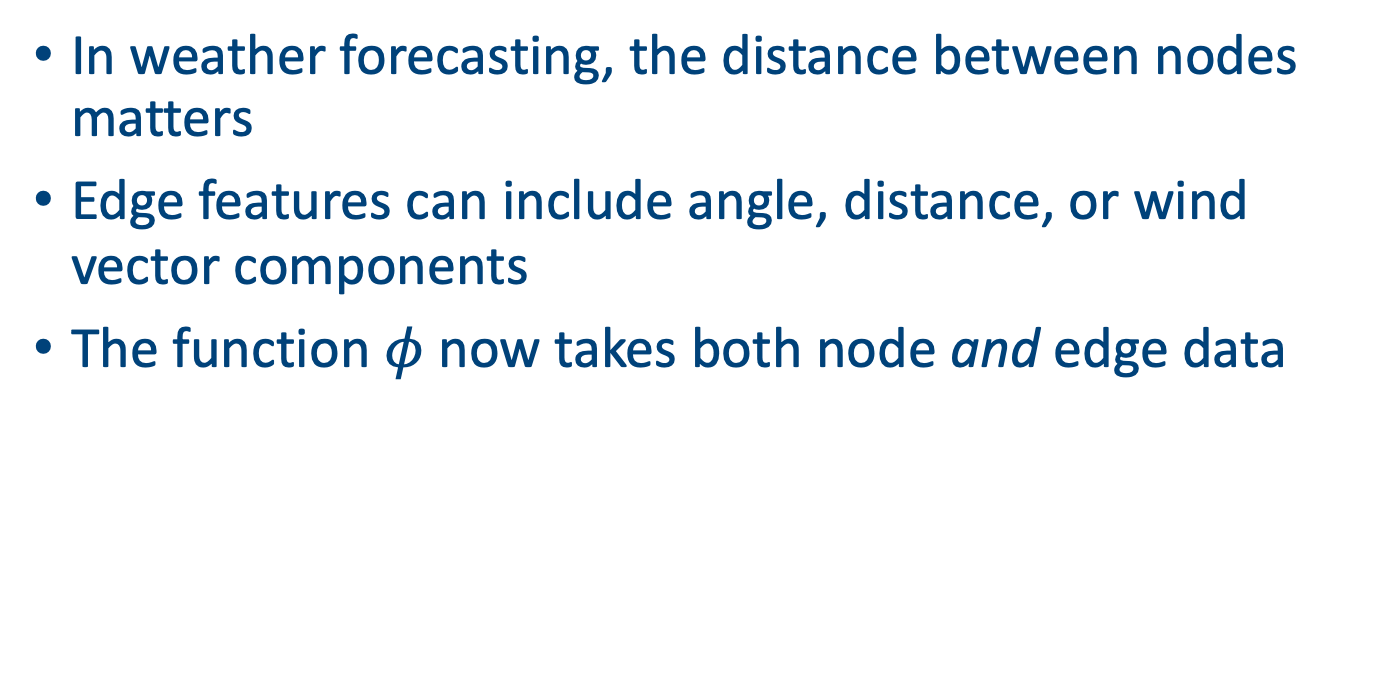 • In weather forecasting, the distance between nodes
matters
• Edge features can include angle, distance, or wind
vector components
• The function ϕ now takes both node and edge data